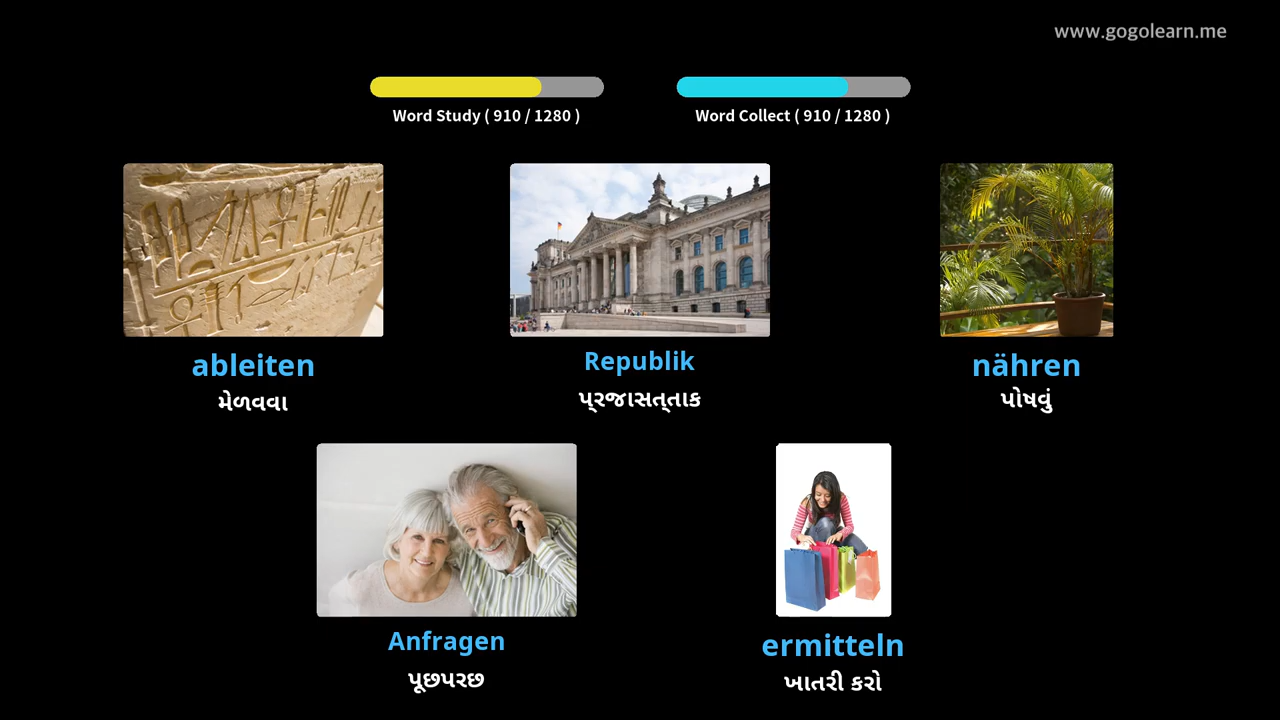 www.gogolearn.me
Word Study ( 910 / 1280 )
Word Collect ( 910 / 1280 )
ableiten
મેળવવા
Republik
પ્રજાસત્તાક
nähren
પોષવું
Anfragen
પૂછપરછ
ermitteln
ખાતરી કરો